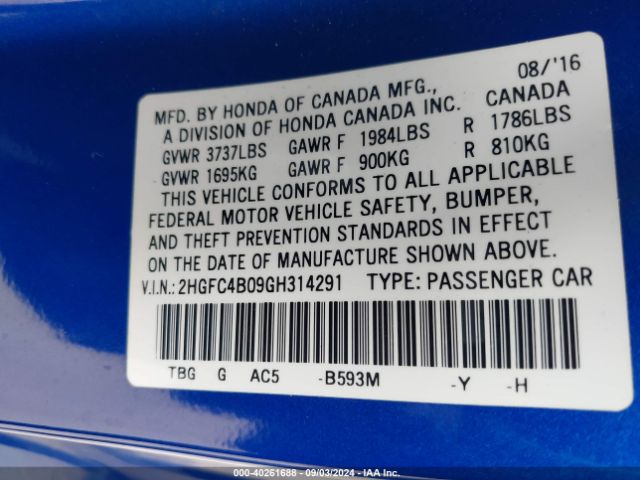 08/'16
MFD. BY HONDA OF CANADA MFG.,
A DIVISION OF HONDA CANADA INC. CANADA
GVWR 3737LBS GAWR F 1984LBS R 1786LBS
GVWR 1695KG GAWR F 900KG R 810KG
THIS VEHICLE CONFORMS TO ALL APPLICABLE
FEDERAL MOTOR VEHICLE SAFETY, BUMPER,
AND THEFT PREVENTION STANDARDS IN EFFECT
ON THE DATE OF MANUFACTURE SHOWN ABOVE.
V.I.N.: 2HGFC4B09GH314291 TYPE: PASSENGER CAR
TBG G AC5 -B593M -Y -H
000-40261688 - 09/03/2024 - IAA Inc.